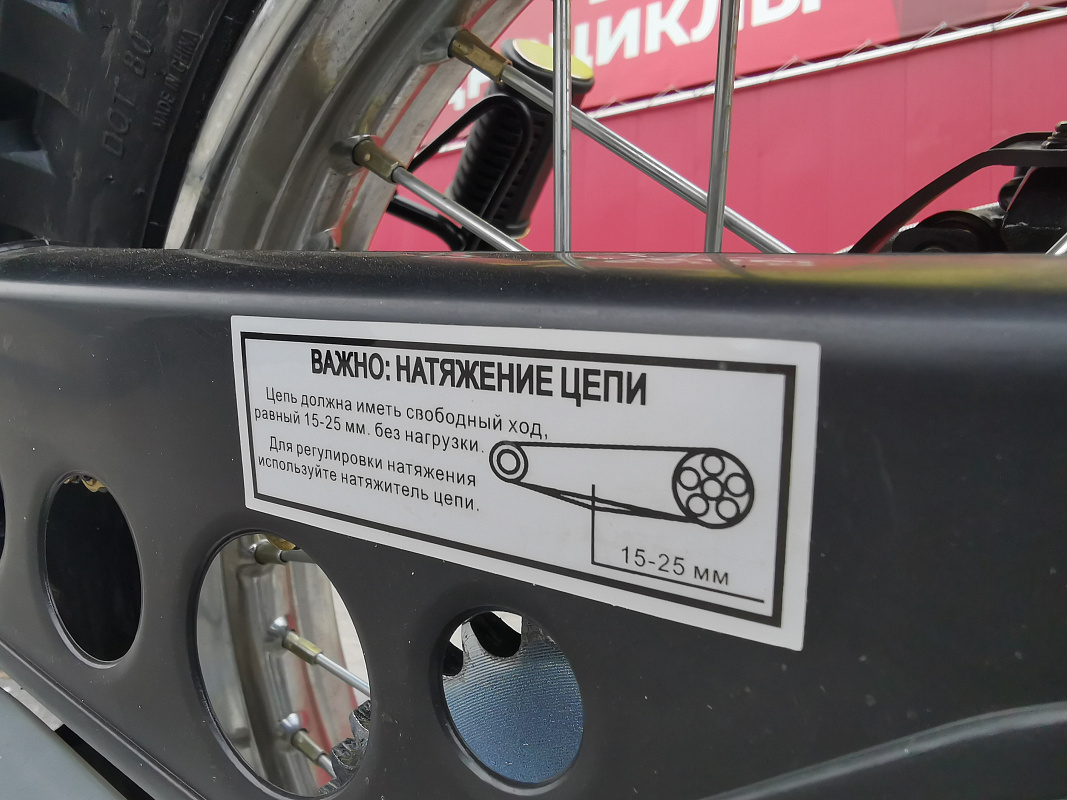 ЦИКЛЫ
DOT 80
MADE IN CHINA
ВАЖНО: НАТЯЖЕНИЕ ЦЕПИ
Цепь должна иметь свободный ход,
равный 15-25 мм. без нагрузки.
Для регулировки натяжения
используйте натяжитель цепи.
15-25 мм